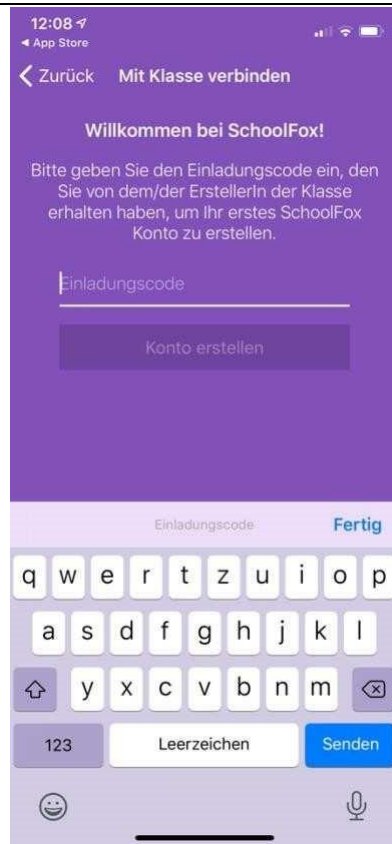 12:08
App Store
Zurück Mit Klasse verbinden
Willkommen bei SchoolFox!
Bitte geben Sie den Einladungscode ein, den
Sie von dem/der ErstellerIn der Klasse
erhalten haben, um Ihr erstes SchoolFox
Konto zu erstellen.
Einladungscode
Konto erstellen
Einladungscode Fertig
q w e r t z u i o p
a s d f g h j k l
y x c v b n m
123 Leerzeichen Senden